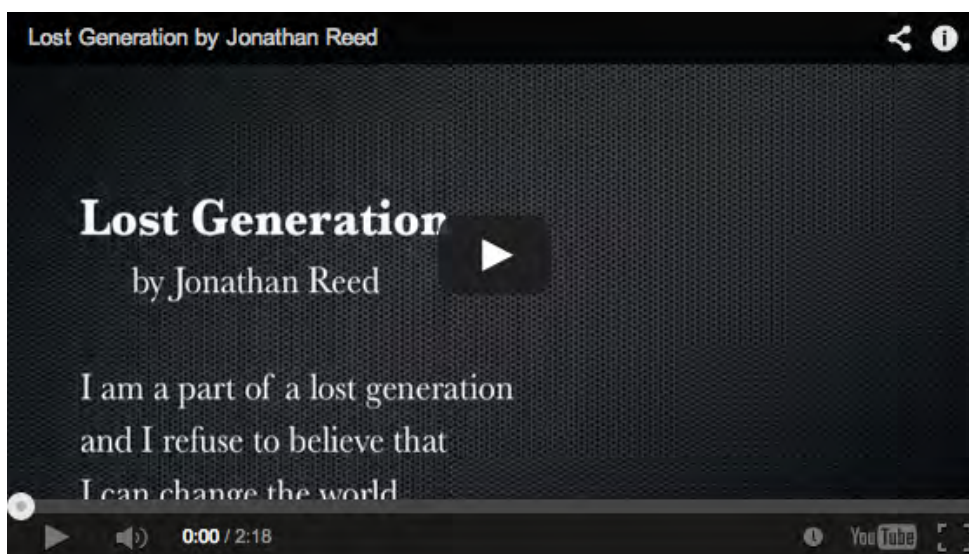 Lost Generation by Jonathan Reed
Lost Generation
by Jonathan Reed
I am a part of a lost generation
and I refuse to believe that
I can change the world
0:00 / 2:18
YouTube